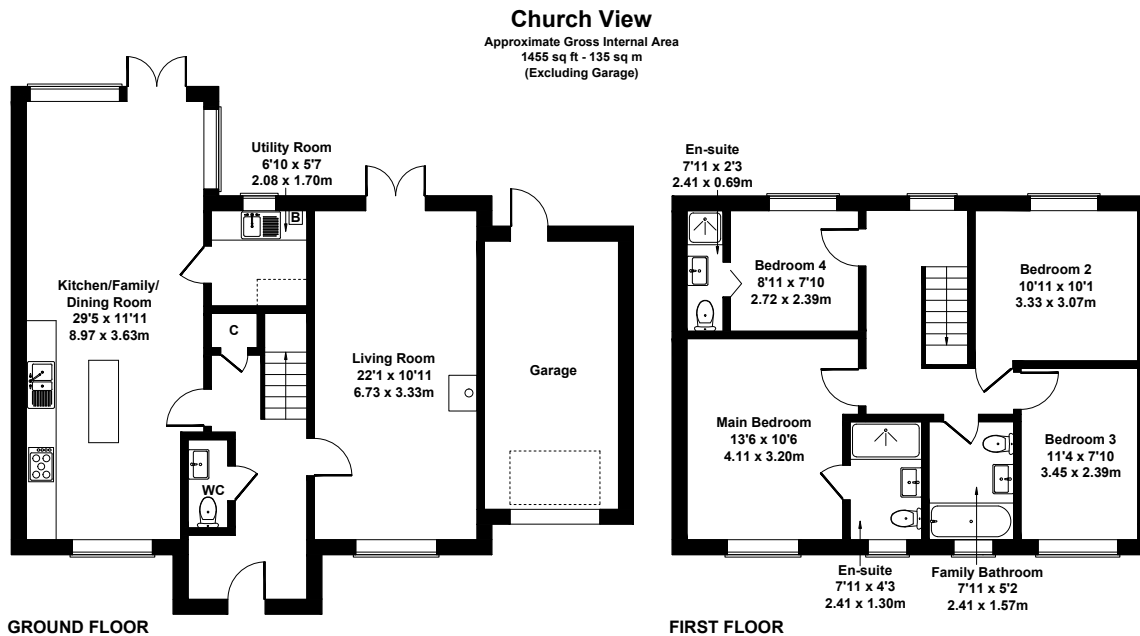 Church View
Approximate Gross Internal Area
1455 sq ft - 135 sq m
(Excluding Garage)
Utility Room
6'10 x 5'7
2.08 x 1.70m
B
Kitchen/Family/
Dining Room
29'5 x 11'11
8.97 x 3.63m
C
Living Room
22'1 x 10'11
6.73 x 3.33m
Garage
WC
GROUND FLOOR
En-suite
7'11 x 2'3
2.41 x 0.69m
Bedroom 4
8'11 x 7'10
2.72 x 2.39m
Bedroom 2
10'11 x 10'1
3.33 x 3.07m
Main Bedroom
13'6 x 10'6
4.11 x 3.20m
Bedroom 3
11'4 x 7'10
3.45 x 2.39m
En-suite
7'11 x 4'3
2.41 x 1.30m
Family Bathroom
7'11 x 5'2
2.41 x 1.57m
FIRST FLOOR